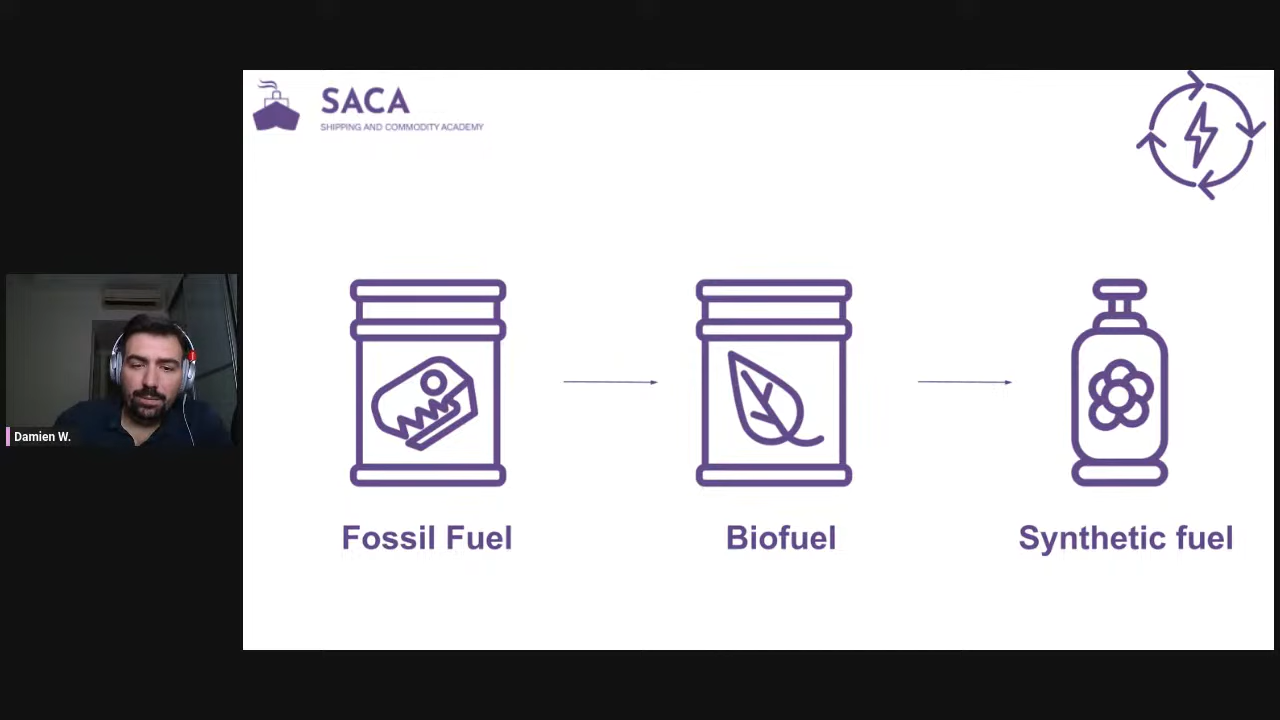 SACA
SHIPPING AND COMMODITY ACADEMY
Damien W.
Fossil Fuel
Biofuel
Synthetic fuel